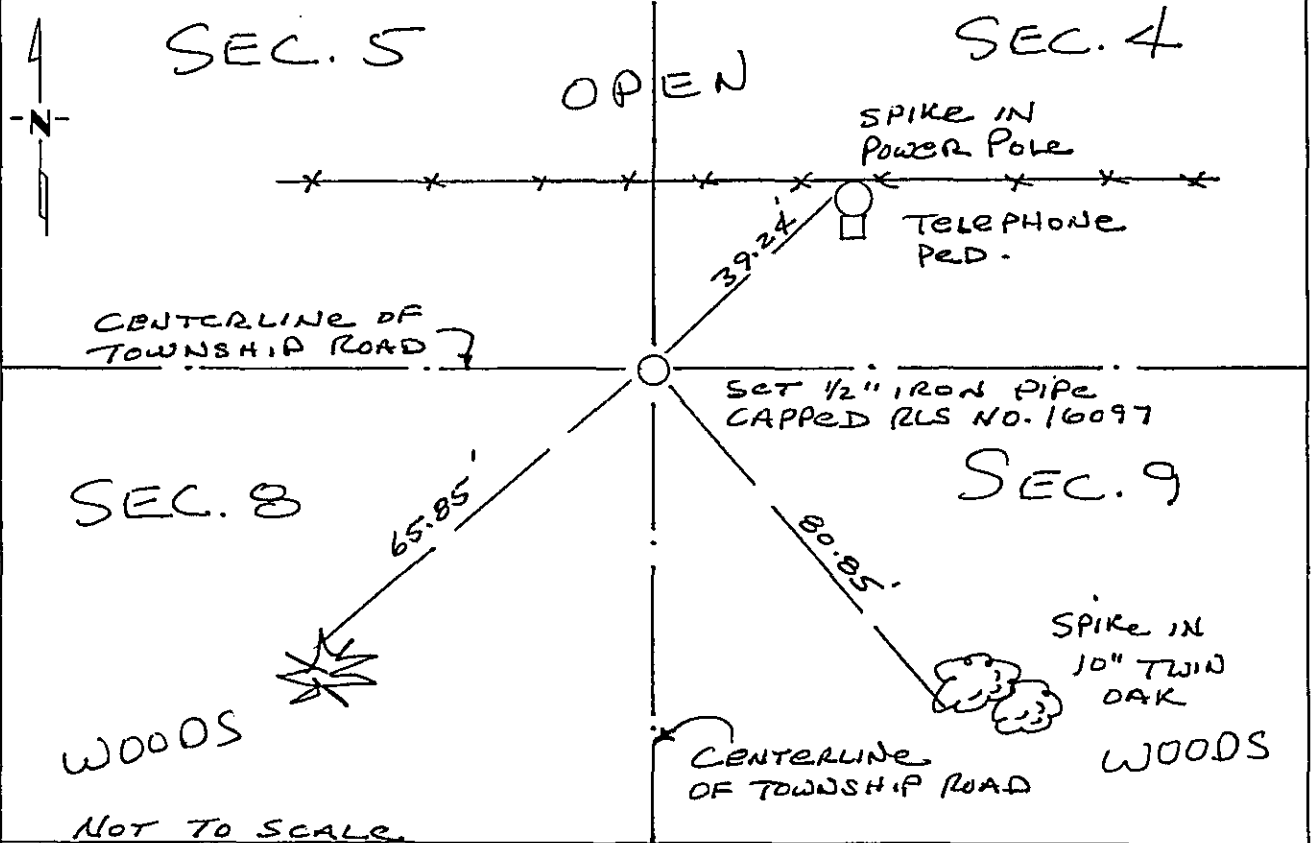 SEC. 5
SEC. 4
OPEN
N
SPIKE IN
POWER POLE
39.24'
TELEPHONE
PED.
CENTERLINE OF
TOWNSHIP ROAD
SET 1/2" IRON PIPE
CAPPED RLS NO. 16097
SEC. 8
SEC. 9
65.85'
80.85'
SPIKE IN
10" TWIN
OAK
WOODS
CENTERLINE
OF TOWNSHIP ROAD
WOODS
NOT TO SCALE